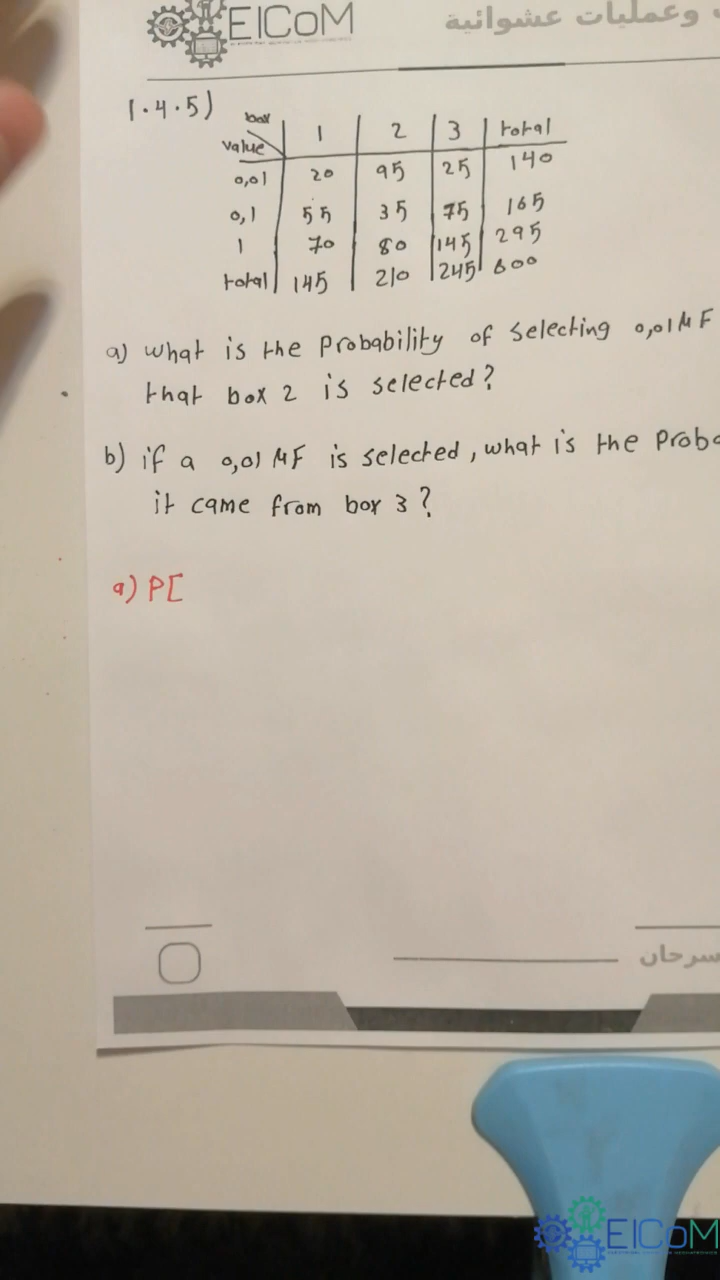 EICoM
وعمليات عشوائية
1.4.5)
box 1 2 3 total
value
0,01 20 95 25 140
0,1 55 35 75 165
1 70 80 145 295
total 145 210 245 600
a) what is the probability of selecting 0,01 MF
that box 2 is selected?
b) if a 0,01 MF is selected, what is the proba
it came from box 3?
a) P[
سرحان
EICoM